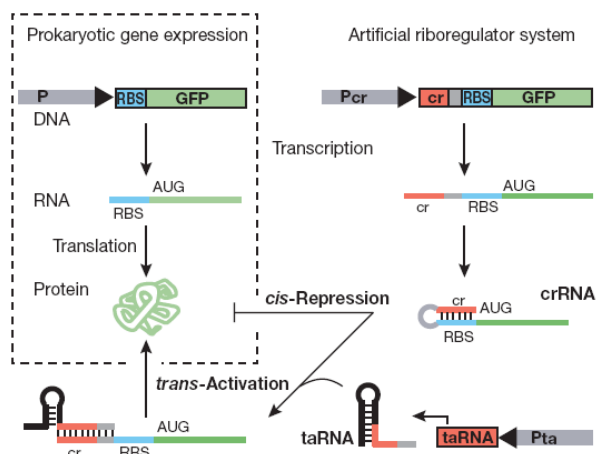 Prokaryotic gene expression
Artificial riboregulator system
P
RBS
GFP
DNA
Pcr
cr
RBS
GFP
Transcription
RNA
AUG
RBS
AUG
cr
RBS
Translation
Protein
cis-Repression
cr
AUG
crRNA
RBS
trans-Activation
AUG
cr
RBS
taRNA
taRNA
Pta